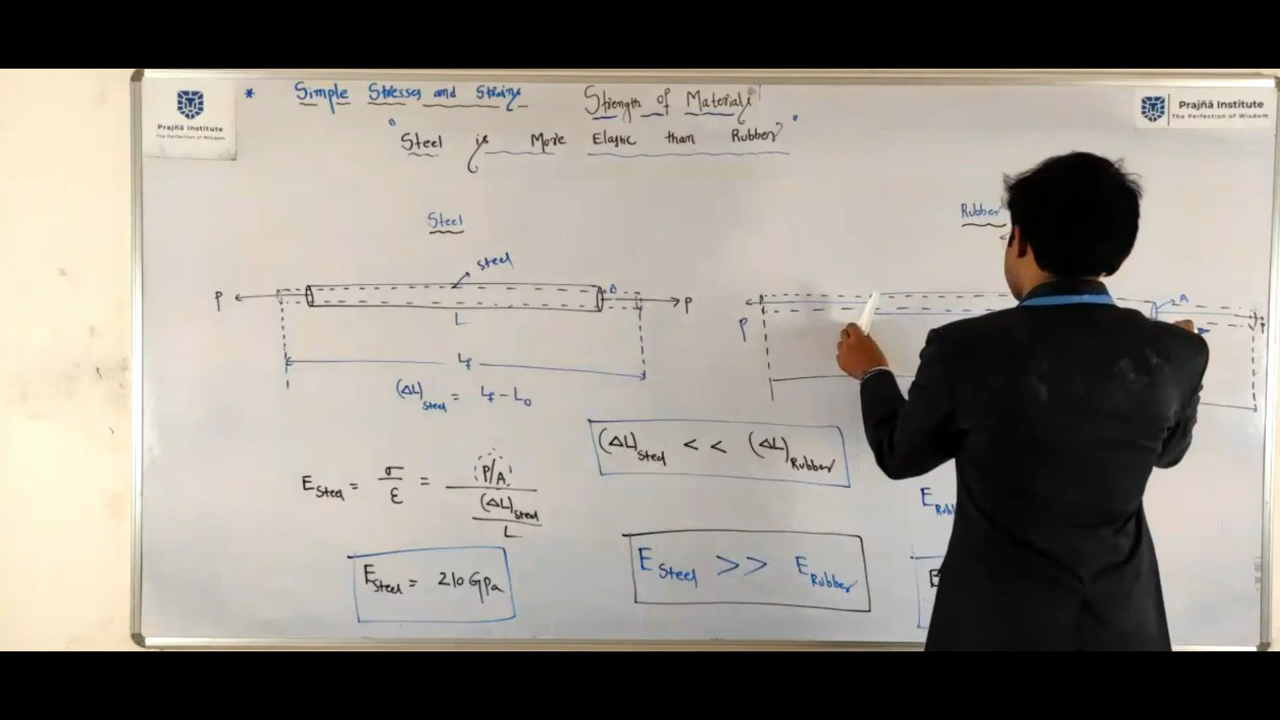 * Simple Stresses and Strains
Strength of Materials
"Steel is More Elastic than Rubber"
Prajñā Institute
The Perfection of Wisdom
Prajñā Institute
The Perfection of Wisdom
Steel
Rubber
steel
P
A
P
L
Lf
(ΔL)Steel = Lf - L0
P
A
P
(ΔL)Steel < < (ΔL)Rubber
ESteel = σ/ε = P/A / (ΔL)Steel/L
ESteel = 210 Gpa
ESteel >> ERubber